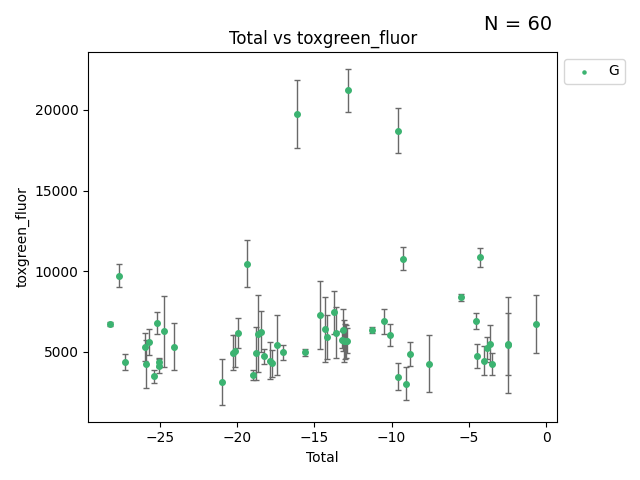 N = 60
Total vs toxgreen_fluor
G
20000
15000
10000
5000
toxgreen_fluor
−25 −20 −15 −10 −5 0
Total